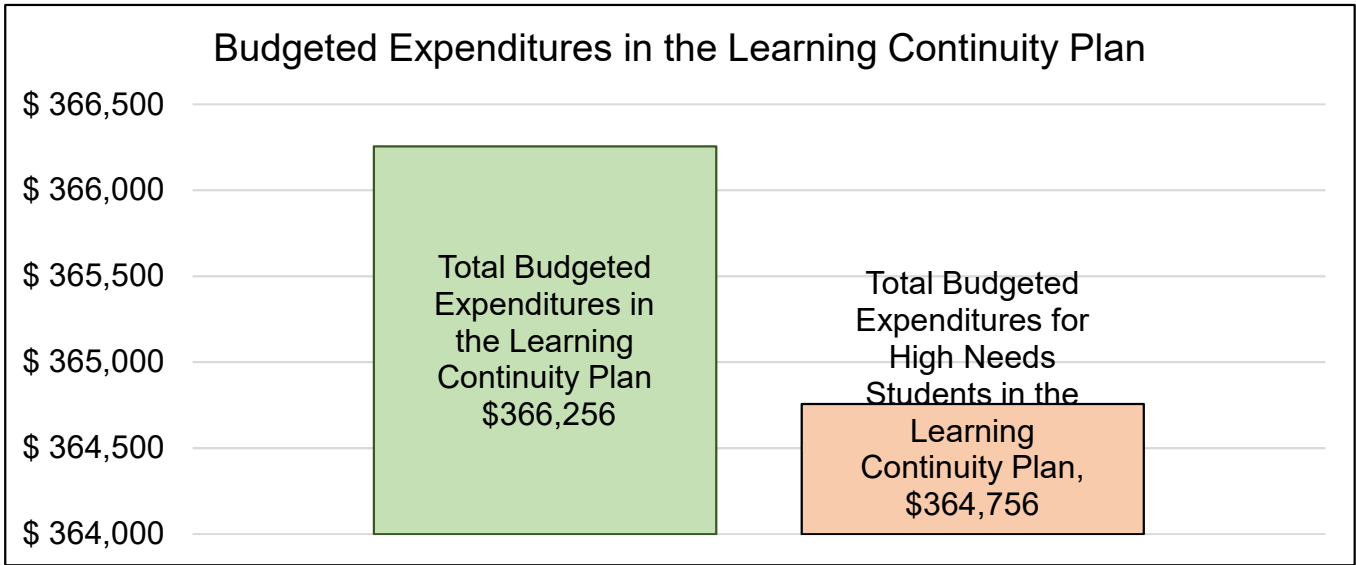 Budgeted Expenditures in the Learning Continuity Plan
$ 366,500
$ 366,000
$ 365,500
$ 365,000
$ 364,500
$ 364,000
Total Budgeted
Expenditures in
the Learning
Continuity Plan
$366,256
Total Budgeted
Expenditures for
High Needs
Students in the
Learning
Continuity Plan,
$364,756